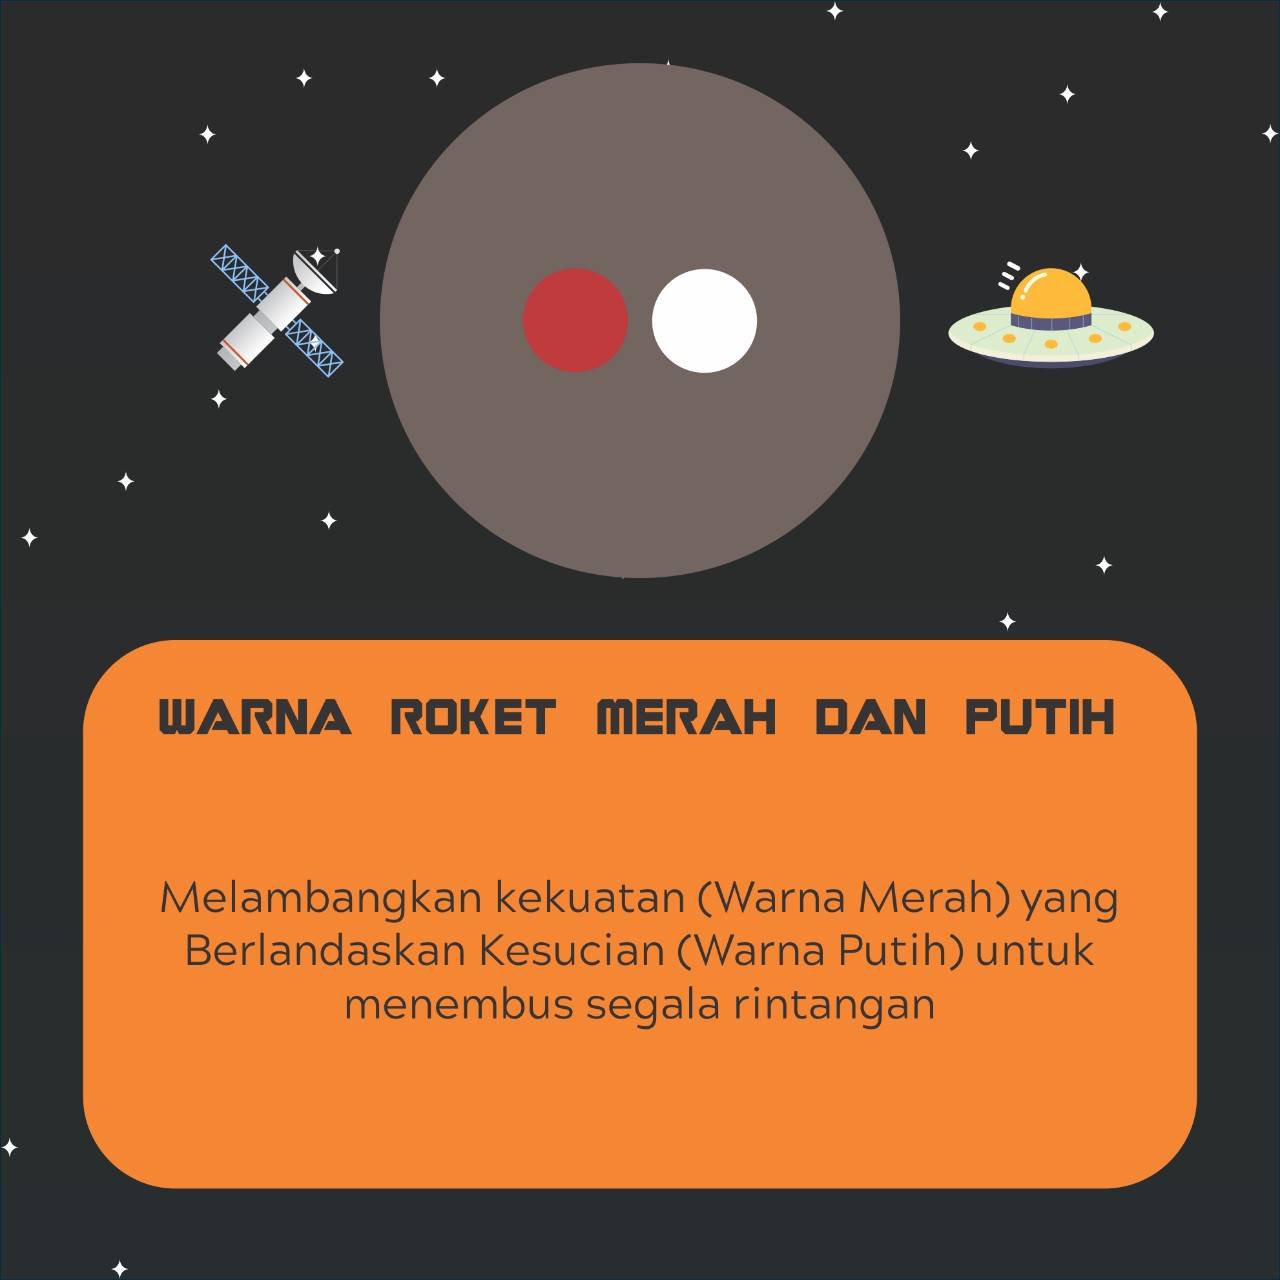 WARNA ROKET MERAH DAN PUTIH
Melambangkan kekuatan (Warna Merah) yang
Berlandaskan Kesucian (Warna Putih) untuk
menembus segala rintangan